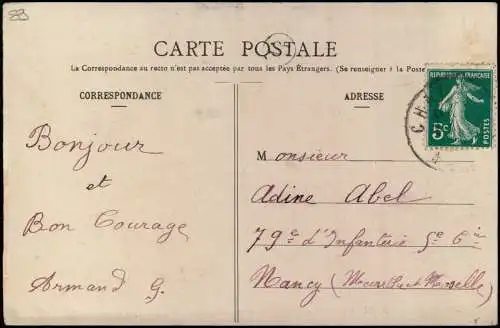 88
CARTE POSTALE
La Correspondance au recto n'est pas acceptée par tous les Pays Étrangers. (Se renseigner à la Poste
CORRESPONDANCE
ADRESSE
RÉPUBLIQUE FRANÇAISE
5c
POSTES
CH
Bonjour
et
Bon Courage
Armand G.
Monsieur
Adine Abel
79e d'Infanterie 5e Cie
Nancy (Meurthe et Moselle)